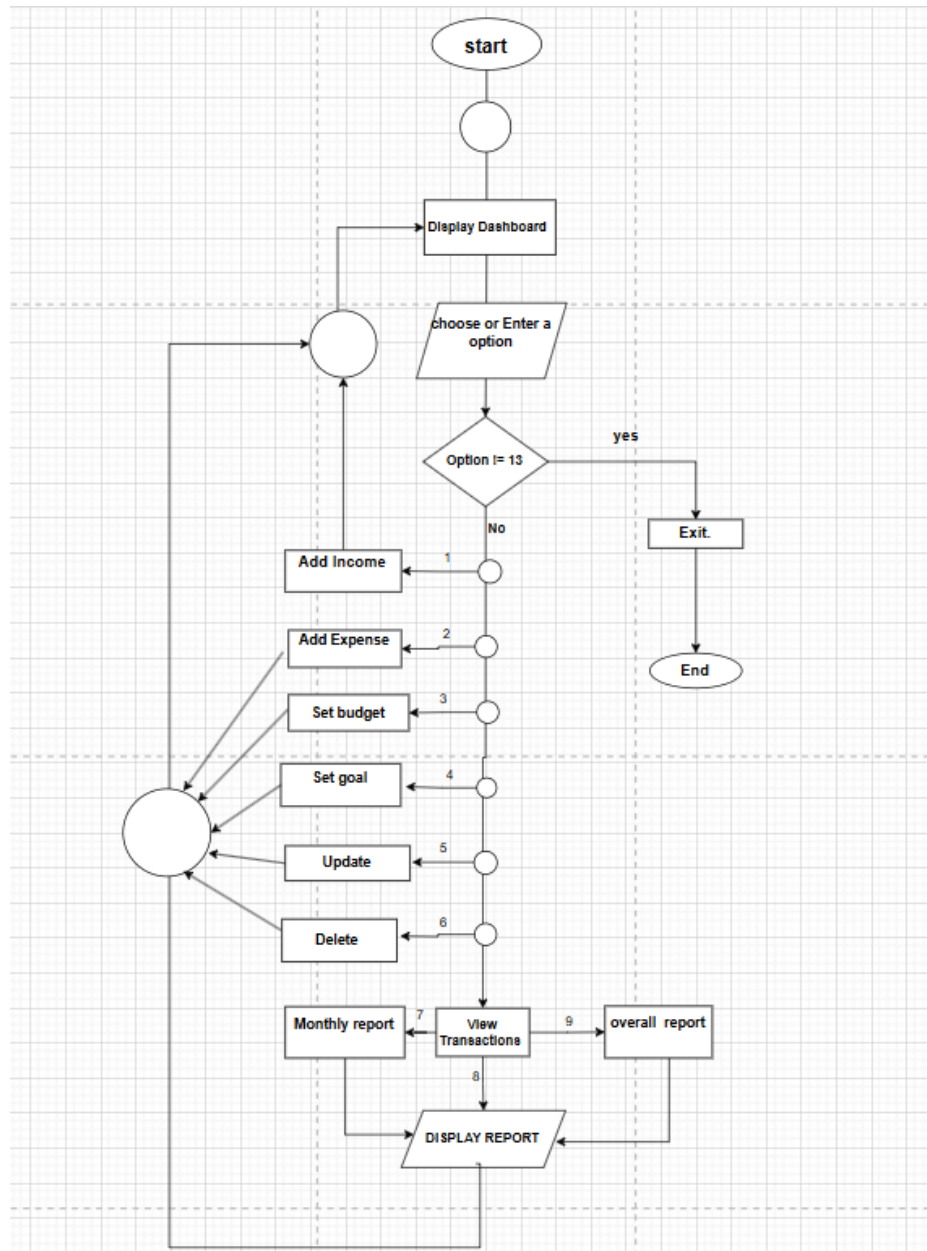 start
Display Dashboard
choose or Enter a
option
Option != 13
yes
No
Exit.
End
Add Income
1
Add Expense
2
Set budget
3
Set goal
4
Update
5
Delete
6
Monthly report
7
View
Transactions
9
overall report
8
DISPLAY REPORT